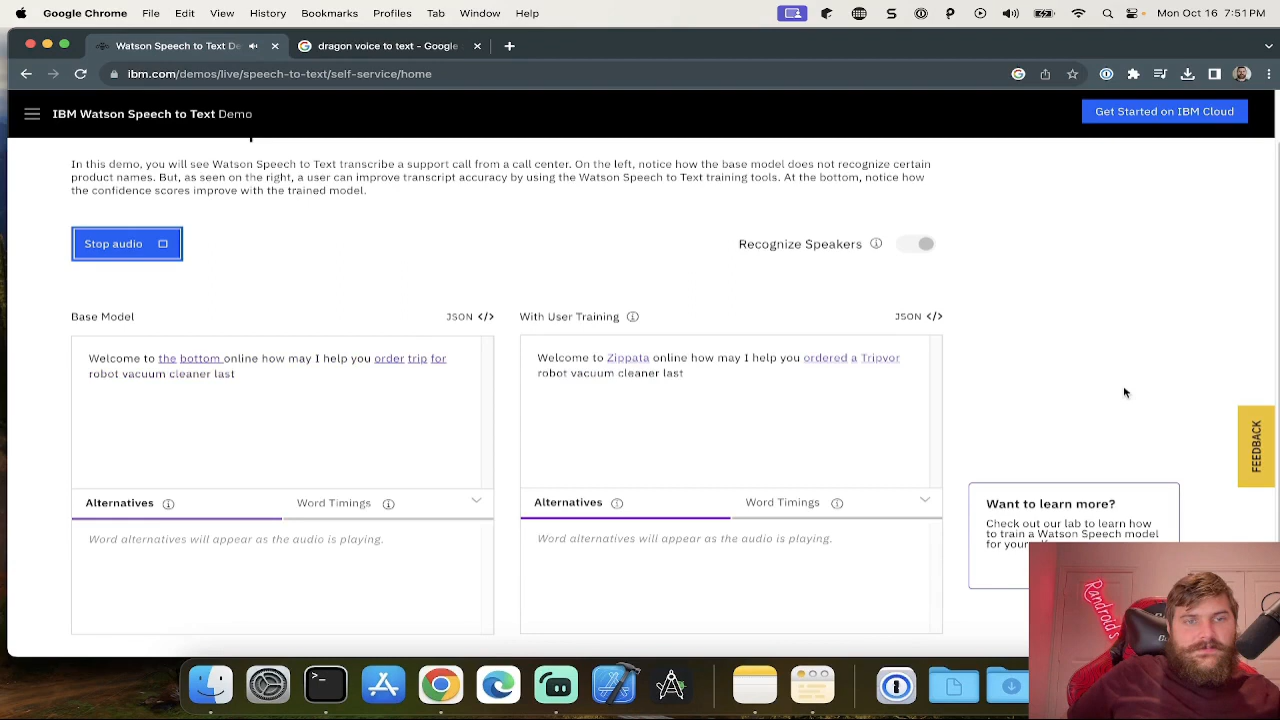 Chrome File Edit View History Bookmarks Profiles Tab Window Help Mon Oct 16 7:51 PM
Watson Speech to Text De
dragon voice to text - Google
ibm.com/demos/live/speech-to-text/self-service/home
IBM Watson Speech to Text Demo
Get Started on IBM Cloud
In this demo, you will see Watson Speech to Text transcribe a support call from a call center. On the left, notice how the base model does not recognize certain
product names. But, as seen on the right, a user can improve transcript accuracy by using the Watson Speech to Text training tools. At the bottom, notice how
the confidence scores improve with the trained model.
Stop audio
Recognize Speakers
Base Model
JSON </>
With User Training
JSON </>
Welcome to the bottom online how may I help you order trip for
robot vacuum cleaner last
Welcome to Zippata online how may I help you ordered a Tripvor
robot vacuum cleaner last
FEEDBACK
Alternatives
Word Timings
Alternatives
Word Timings
Word alternatives will appear as the audio is playing.
Word alternatives will appear as the audio is playing.
Want to learn more?
Check out our lab to learn how
to train a Watson Speech model
for
Randroid's